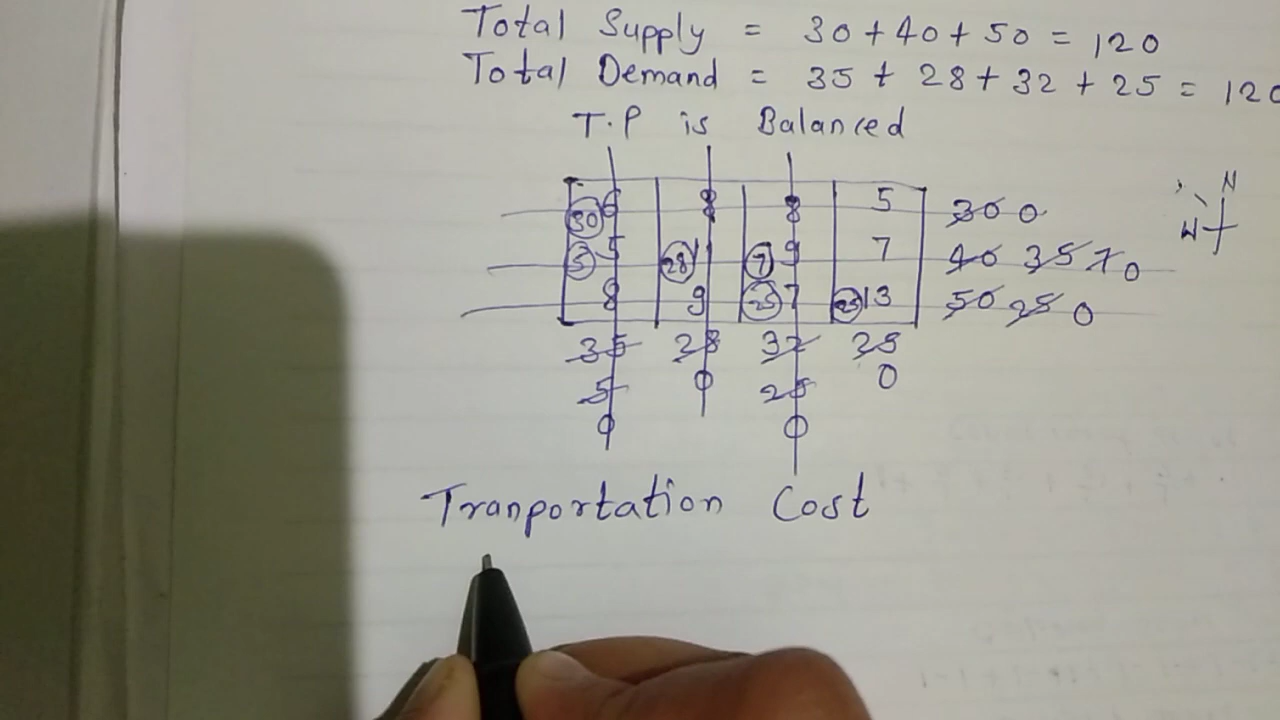 Total Supply = 30 + 40 + 50 = 120
Total Demand = 35 + 28 + 32 + 25 = 120
T.P is Balanced
N
30 6 8 8 5 30 0
W
5 5 28 7 9 7 40 35 7 0
8 9 25 7 25 13 50 25 0
35 28 32 25
5 0 25 0
0 0
Tranportation Cost